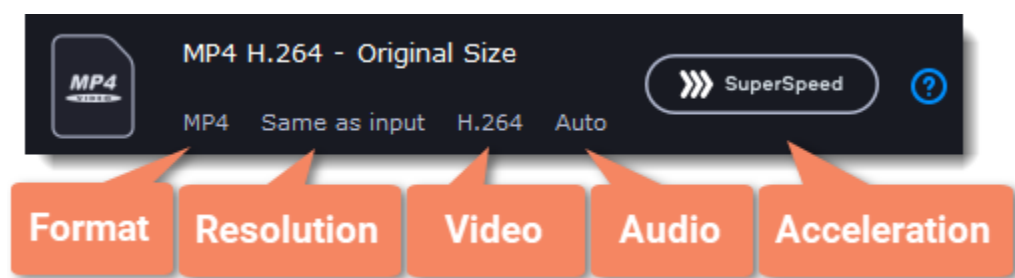 MP4 H.264 - Original Size
MP4
VIDEO
SuperSpeed
?
MP4 Same as input H.264 Auto
Format Resolution Video Audio Acceleration